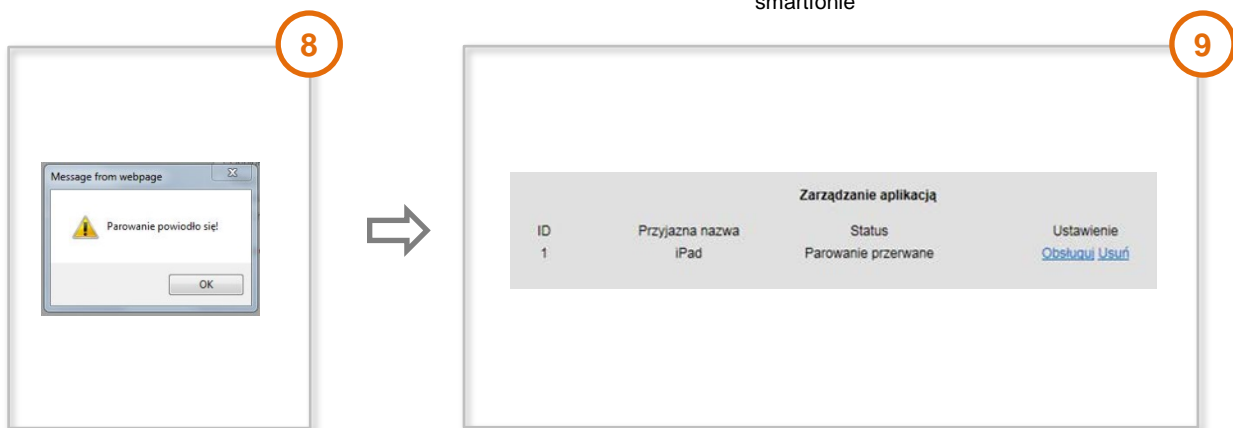 smartfonie
8
9
Message from webpage
Parowanie powiodło się!
OK
Zarządzanie aplikacją
ID Przyjazna nazwa Status Ustawienie
1 iPad Parowanie przerwane Obsługuj Usuń